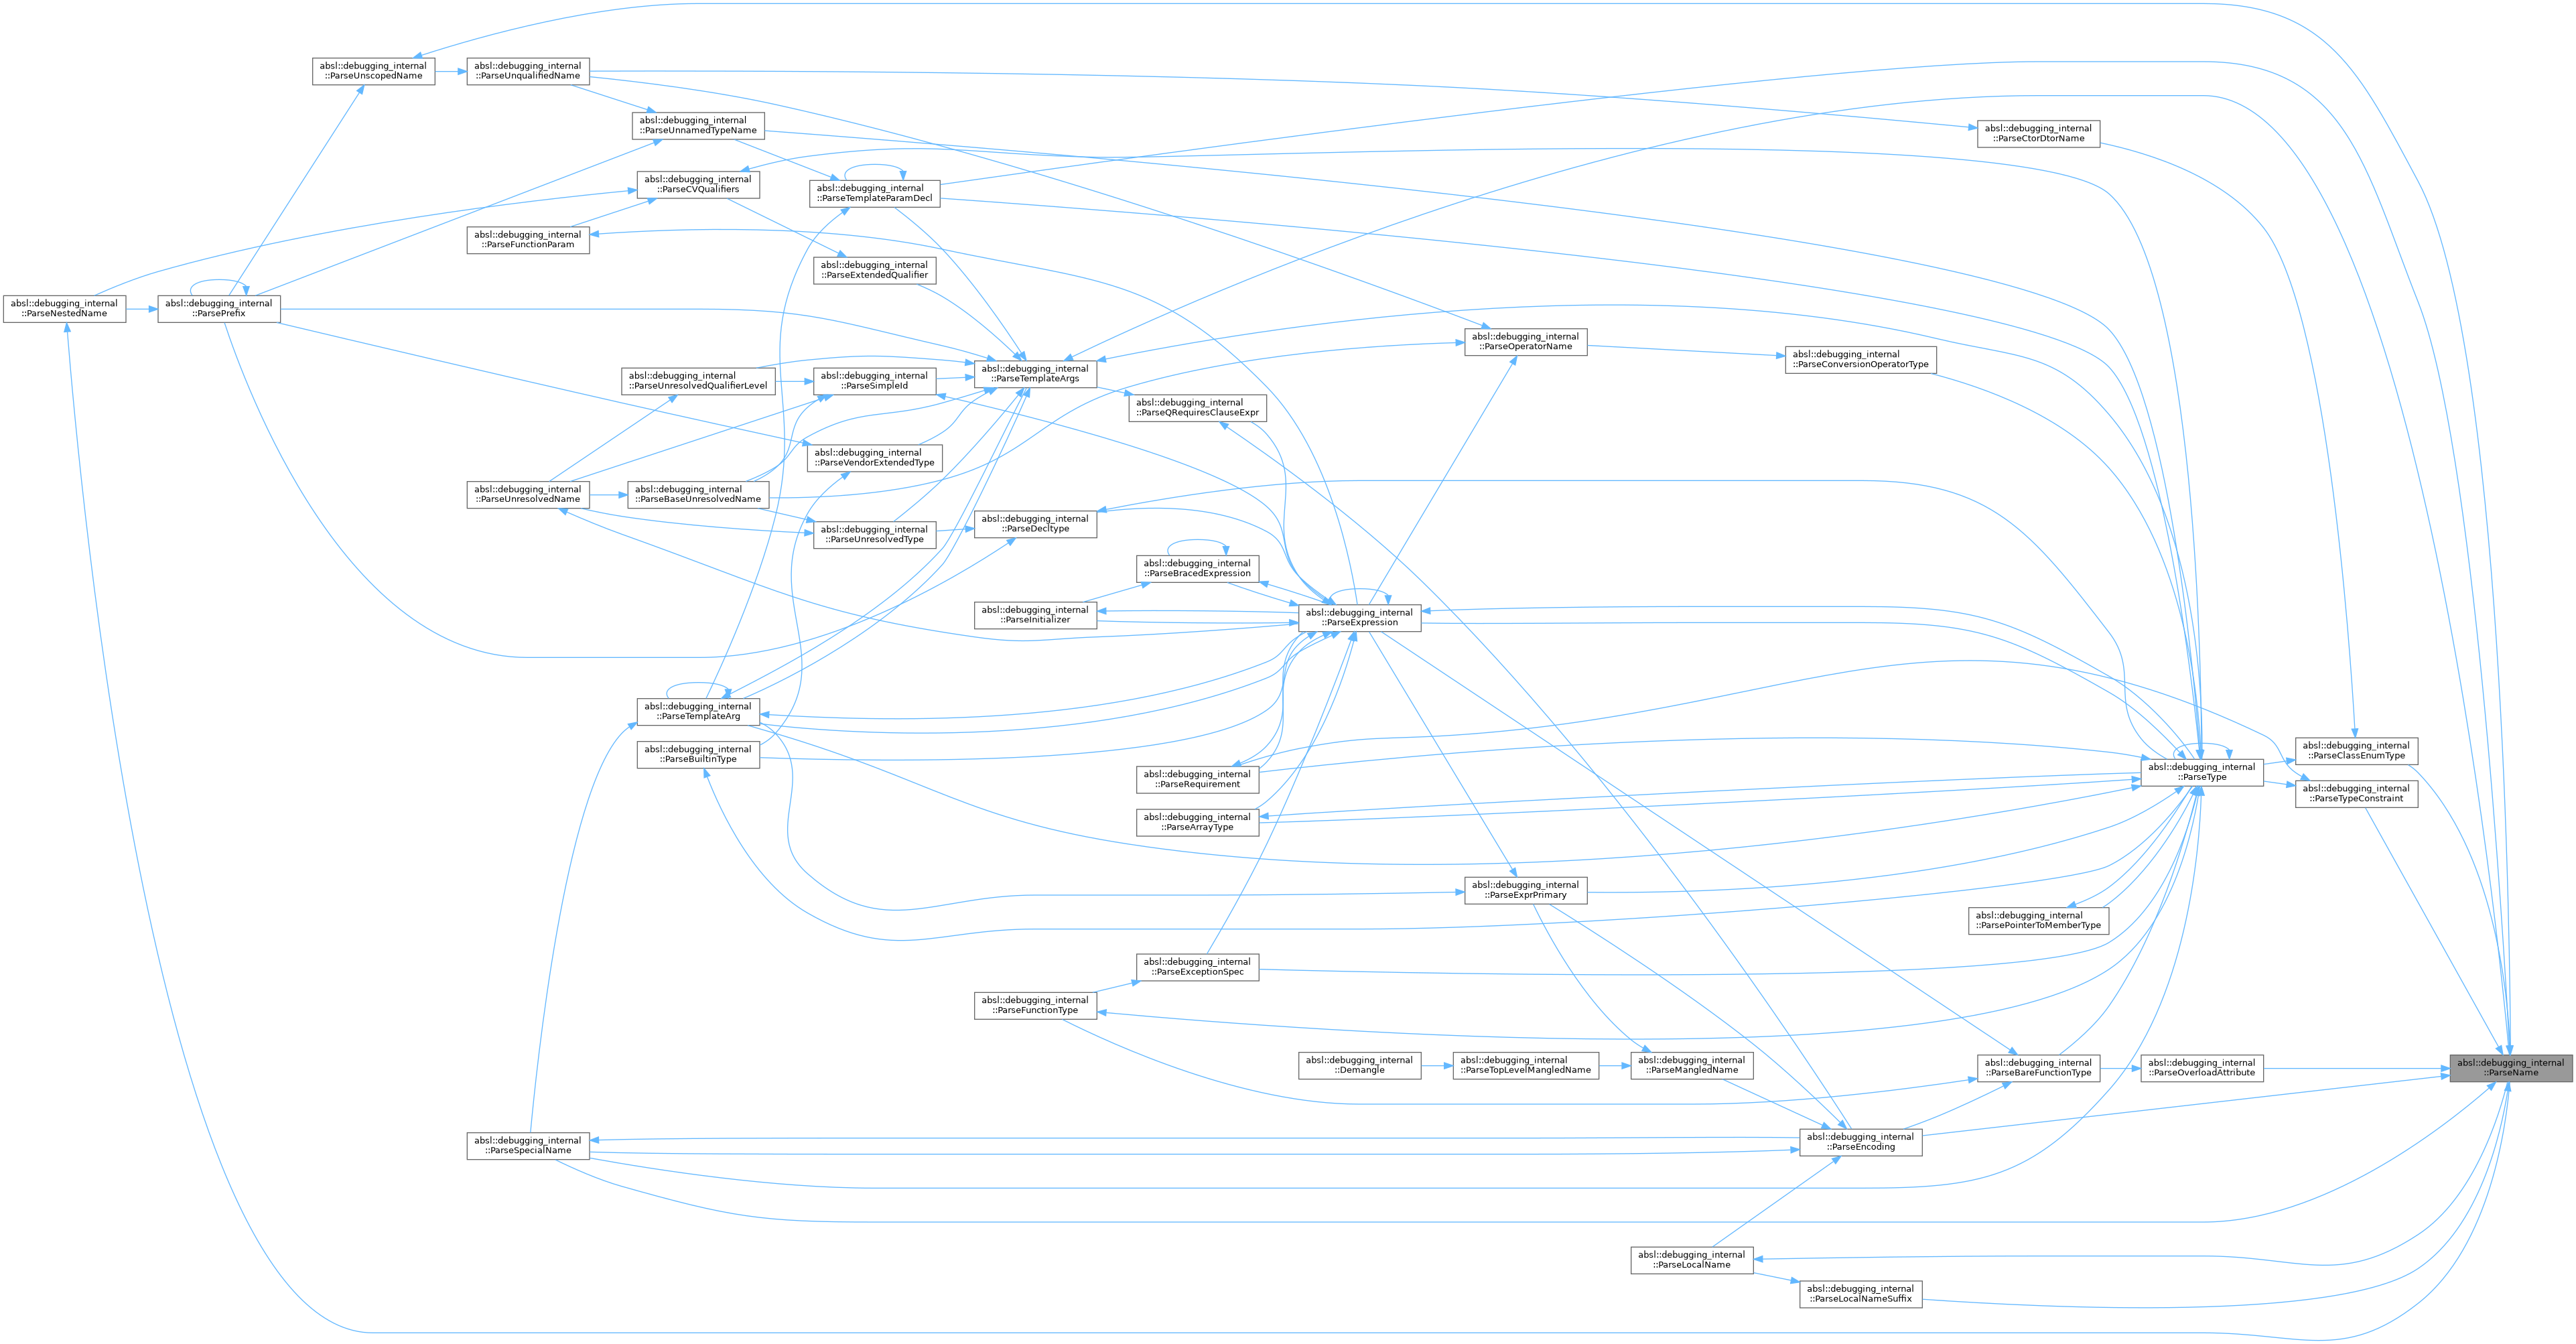 absl::debugging_internal
::ParseUnscopedName
absl::debugging_internal
::ParseUnqualifiedName
absl::debugging_internal
::ParseUnnamedTypeName
absl::debugging_internal
::ParseCtorDtorName
absl::debugging_internal
::ParseCVQualifiers
absl::debugging_internal
::ParseTemplateParamDecl
absl::debugging_internal
::ParseFunctionParam
absl::debugging_internal
::ParseExtendedQualifier
absl::debugging_internal
::ParseNestedName
absl::debugging_internal
::ParsePrefix
absl::debugging_internal
::ParseOperatorName
absl::debugging_internal
::ParseConversionOperatorType
absl::debugging_internal
::ParseTemplateArgs
absl::debugging_internal
::ParseUnresolvedQualifierLevel
absl::debugging_internal
::ParseSimpleId
absl::debugging_internal
::ParseQRequiresClauseExpr
absl::debugging_internal
::ParseVendorExtendedType
absl::debugging_internal
::ParseUnresolvedName
absl::debugging_internal
::ParseBaseUnresolvedName
absl::debugging_internal
::ParseUnresolvedType
absl::debugging_internal
::ParseDecltype
absl::debugging_internal
::ParseBracedExpression
absl::debugging_internal
::ParseInitializer
absl::debugging_internal
::ParseExpression
absl::debugging_internal
::ParseTemplateArg
absl::debugging_internal
::ParseBuiltinType
absl::debugging_internal
::ParseRequirement
absl::debugging_internal
::ParseArrayType
absl::debugging_internal
::ParseClassEnumType
absl::debugging_internal
::ParseType
absl::debugging_internal
::ParseTypeConstraint
absl::debugging_internal
::ParseExprPrimary
absl::debugging_internal
::ParsePointerToMemberType
absl::debugging_internal
::ParseExceptionSpec
absl::debugging_internal
::ParseFunctionType
absl::debugging_internal
::Demangle
absl::debugging_internal
::ParseTopLevelMangledName
absl::debugging_internal
::ParseMangledName
absl::debugging_internal
::ParseBareFunctionType
absl::debugging_internal
::ParseOverloadAttribute
absl::debugging_internal
::ParseName
absl::debugging_internal
::ParseSpecialName
absl::debugging_internal
::ParseEncoding
absl::debugging_internal
::ParseLocalName
absl::debugging_internal
::ParseLocalNameSuffix